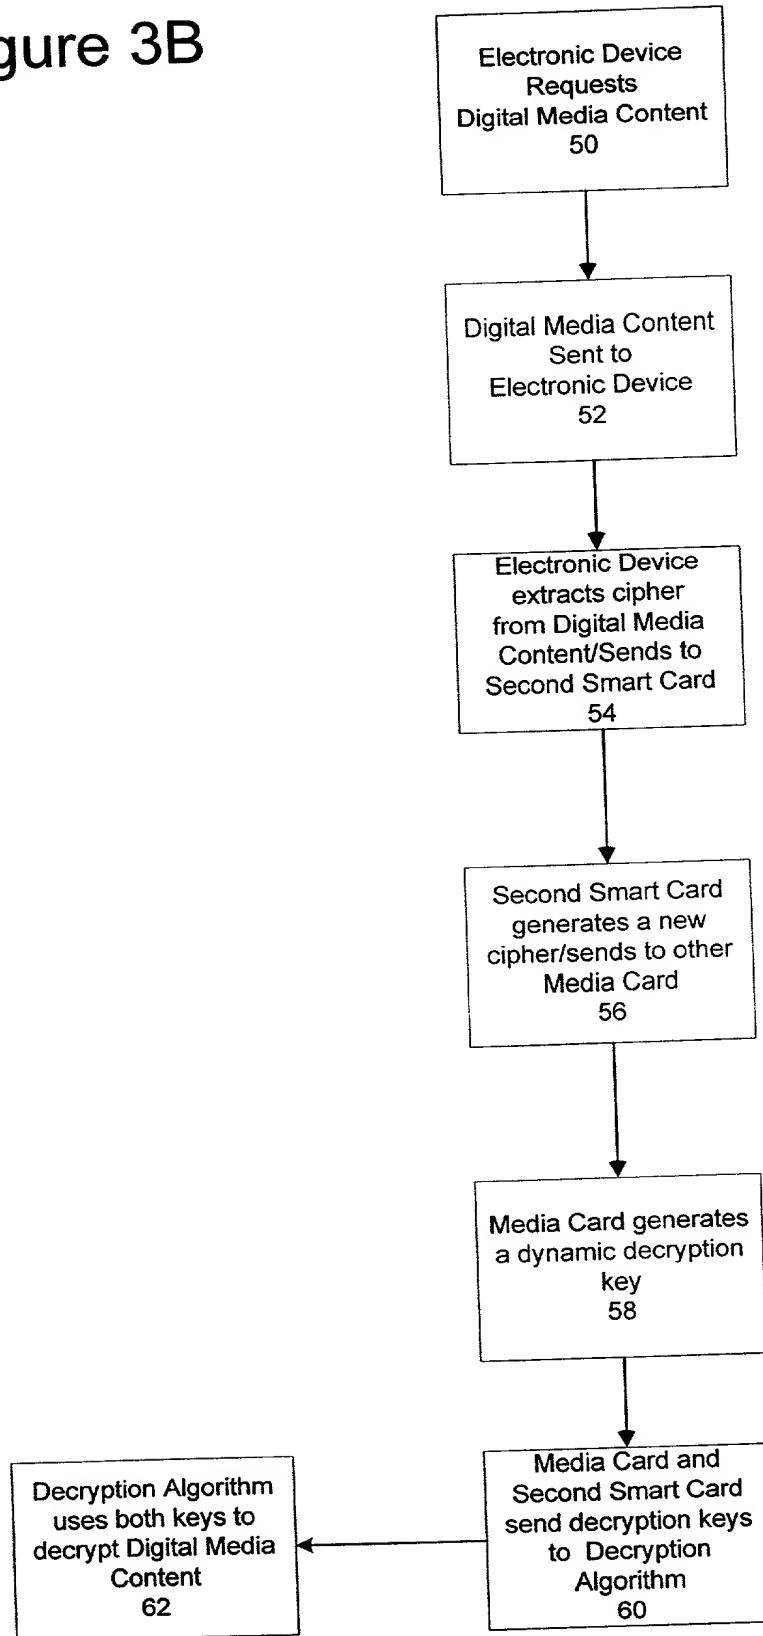 gure 3B
Electronic Device
Requests
Digital Media Content
50
Digital Media Content
Sent to
Electronic Device
52
Electronic Device
extracts cipher
from Digital Media
Content/Sends to
Second Smart Card
54
Second Smart Card
generates a new
cipher/sends to other
Media Card
56
Media Card generates
a dynamic decryption
key
58
Media Card and
Second Smart Card
send decryption keys
to Decryption
Algorithm
60
Decryption Algorithm
uses both keys to
decrypt Digital Media
Content
62